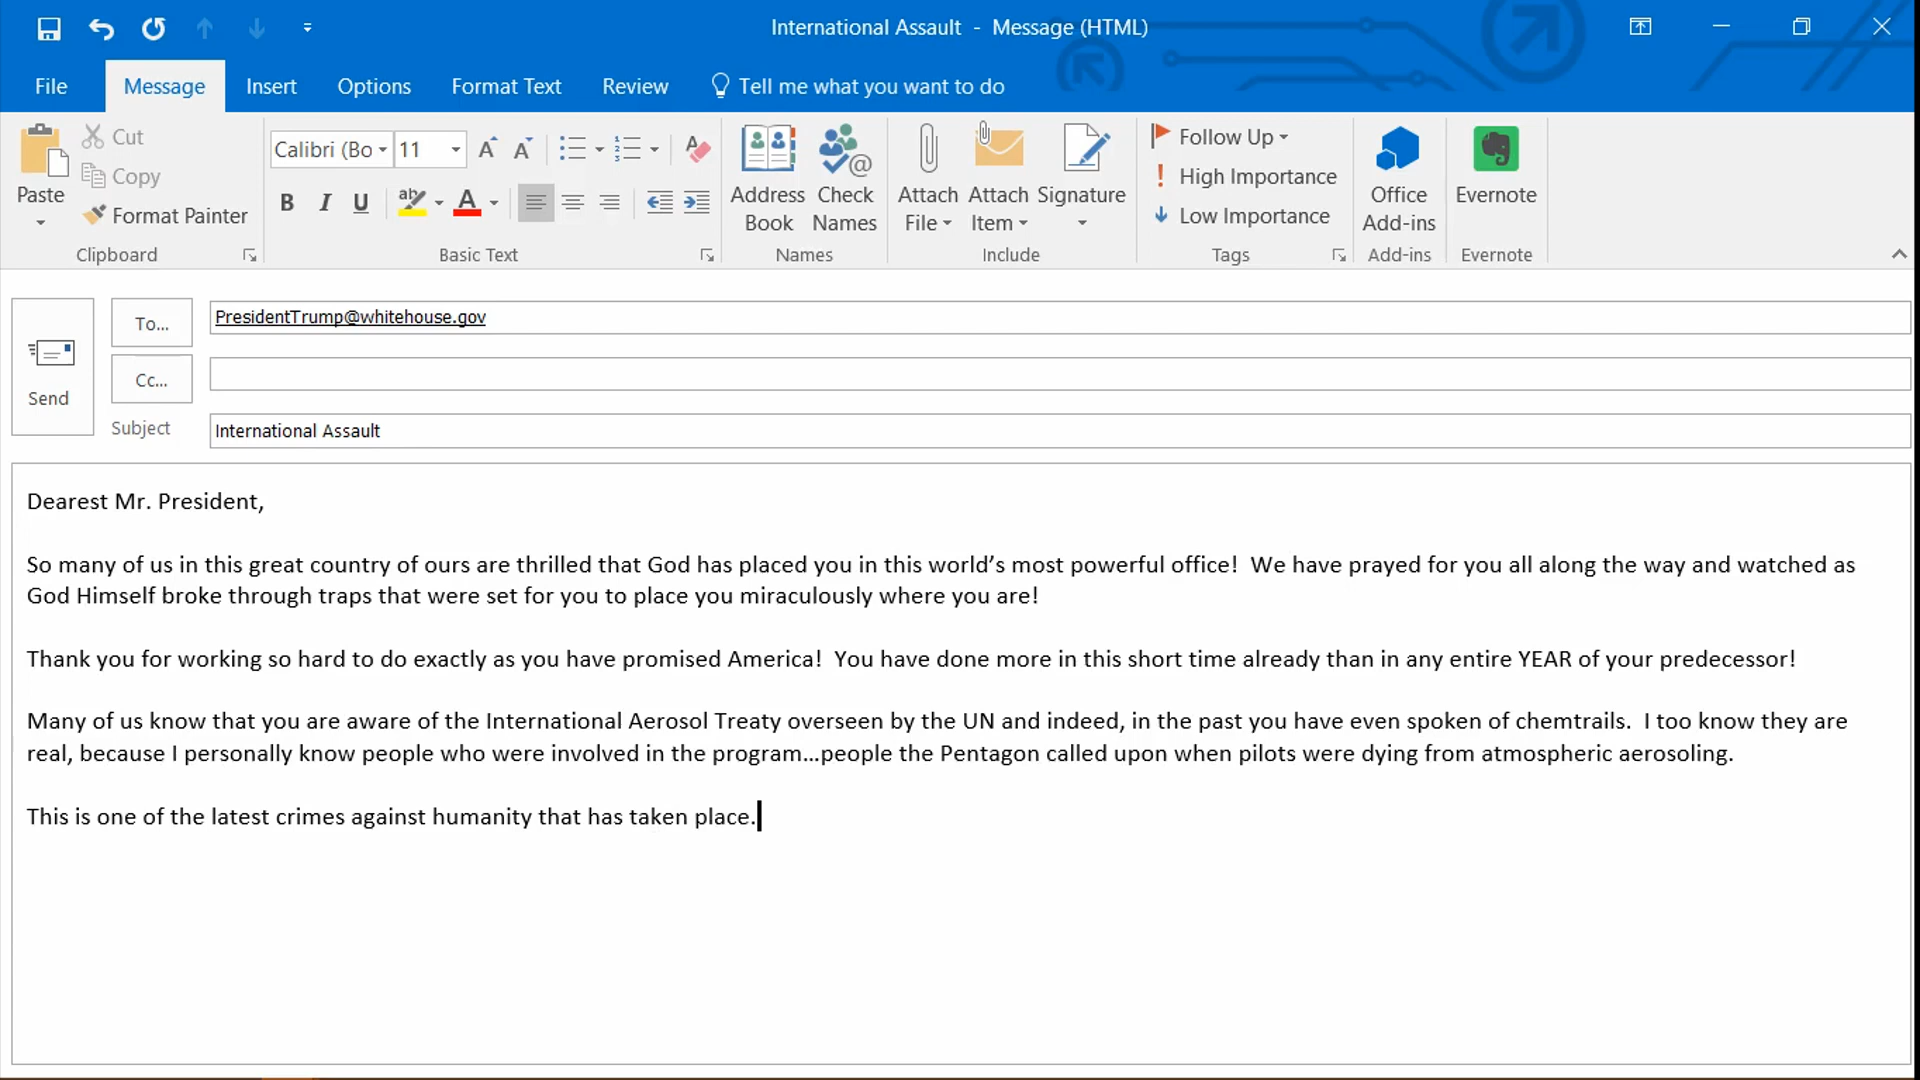 International Assault - Message (HTML)
File Message Insert Options Format Text Review Tell me what you want to do
Paste
Cut
Copy
Format Painter
Clipboard
Calibri (Bo 11
B I U
Basic Text
Address Book
Check Names
Names
Attach File
Attach Item
Signature
Include
Follow Up
High Importance
Low Importance
Tags
Office Add-ins
Add-ins
Evernote
Evernote
Send
To... PresidentTrump@whitehouse.gov
Cc...
Subject International Assault
Dearest Mr. President,
So many of us in this great country of ours are thrilled that God has placed you in this world’s most powerful office!  We have prayed for you all along the way and watched as
God Himself broke through traps that were set for you to place you miraculously where you are!
Thank you for working so hard to do exactly as you have promised America!  You have done more in this short time already than in any entire YEAR of your predecessor!
Many of us know that you are aware of the International Aerosol Treaty overseen by the UN and indeed, in the past you have even spoken of chemtrails.  I too know they are
real, because I personally know people who were involved in the program…people the Pentagon called upon when pilots were dying from atmospheric aerosoling.
This is one of the latest crimes against humanity that has taken place.